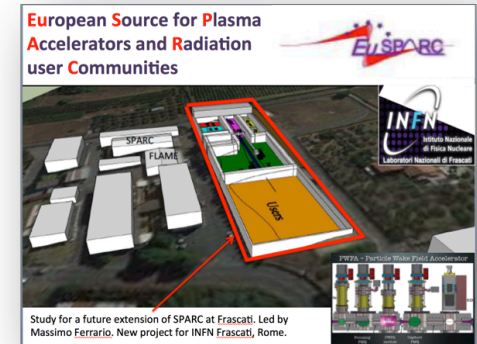 European Source for Plasma
Accelerators and Radiation
user Communities
EuSPARC
INFN
Istituto Nazionale
di Fisica Nucleare
Laboratori Nazionali di Frascati
SPARC
FLAME
Users
PWFA - Particle Wake Field Accelerator
Study for a future extension of SPARC at Frascati. Led by
Massimo Ferrario. New project for INFN Frascati, Rome.